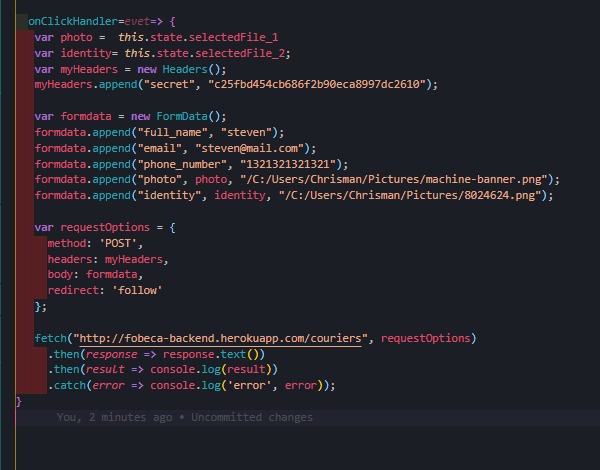 onClickHandler=evet=> {
var photo =  this.state.selectedFile_1
var identity= this.state.selectedFile_2;
var myHeaders = new Headers();
myHeaders.append("secret", "c25fbd454cb686f2b90eca8997dc2610");
var formdata = new FormData();
formdata.append("full_name", "steven");
formdata.append("email", "steven@mail.com");
formdata.append("phone_number", "1321321321321");
formdata.append("photo", photo, "/C:/Users/Chrisman/Pictures/machine-banner.png");
formdata.append("identity", identity, "/C:/Users/Chrisman/Pictures/8024624.png");
var requestOptions = {
method: 'POST',
headers: myHeaders,
body: formdata,
redirect: 'follow'
};
fetch("http://fobeca-backend.herokuapp.com/couriers", requestOptions)
.then(response => response.text())
.then(result => console.log(result))
.catch(error => console.log('error', error));
}
You, 2 minutes ago • Uncommitted changes